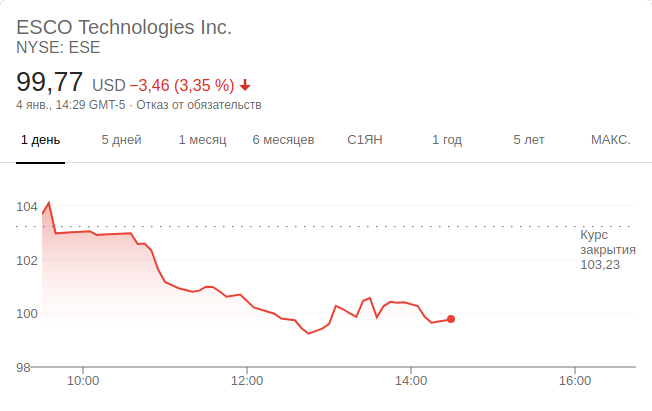 ESCO Technologies Inc.
NYSE: ESE
99,77 USD −3,46 (3,35 %)
4 янв., 14:29 GMT-5 · Отказ от обязательств
1 день 5 дней 1 месяц 6 месяцев С1ЯН 1 год 5 лет МАКС.
104
Курс
закрытия
102
103,23
100
98
10:00 12:00 14:00 16:00